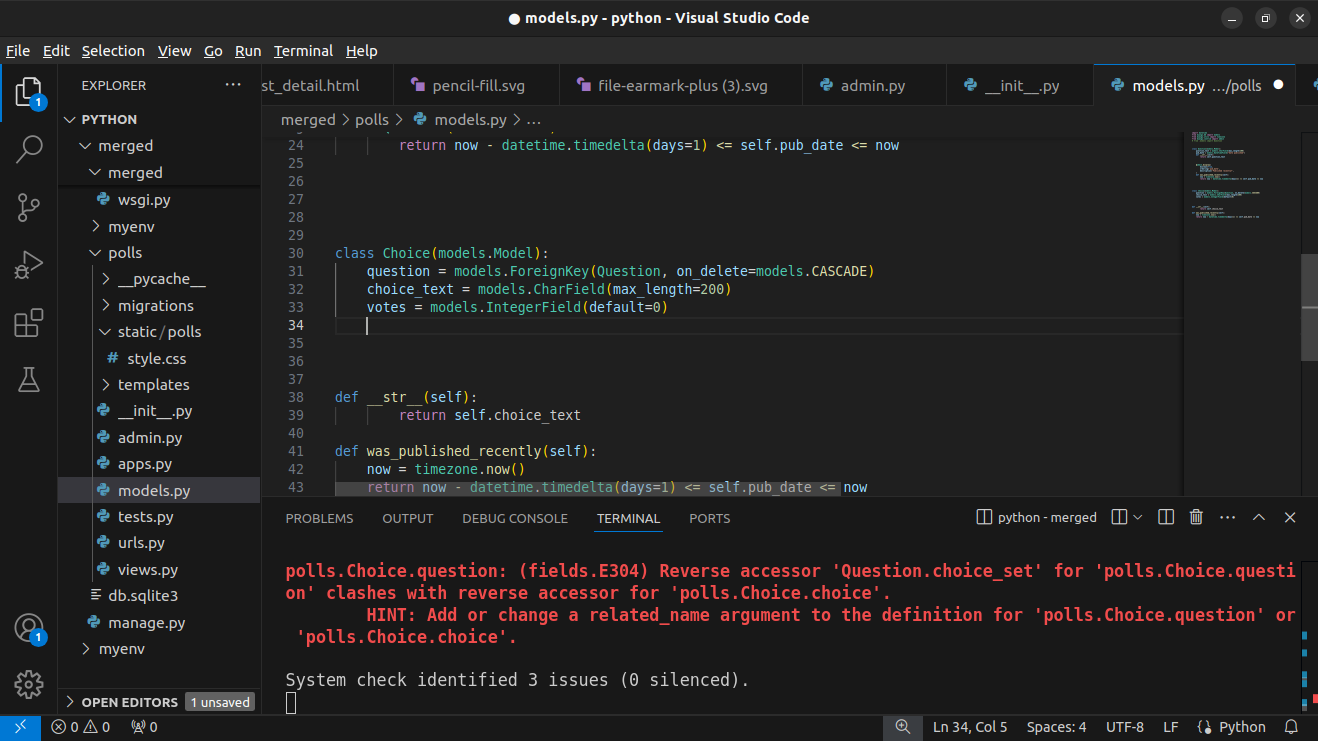 models.py - python - Visual Studio Code
File Edit Selection View Go Run Terminal Help
EXPLORER
st_detail.html pencil-fill.svg file-earmark-plus (3).svg admin.py __init__.py models.py .../polls
merged > polls > models.py > ...
PYTHON
merged
merged
wsgi.py
myenv
polls
__pycache__
migrations
static/polls
style.css
templates
__init__.py
admin.py
apps.py
models.py
tests.py
urls.py
views.py
db.sqlite3
manage.py
myenv
OPEN EDITORS 1 unsaved
1
1
24 return now - datetime.timedelta(days=1) <= self.pub_date <= now
25
26
27
28
29
30 class Choice(models.Model):
31 question = models.ForeignKey(Question, on_delete=models.CASCADE)
32 choice_text = models.CharField(max_length=200)
33 votes = models.IntegerField(default=0)
34
35
36
37
38 def __str__(self):
39 return self.choice_text
40
41 def was_published_recently(self):
42 now = timezone.now()
43 return now - datetime.timedelta(days=1) <= self.pub_date <= now
PROBLEMS OUTPUT DEBUG CONSOLE TERMINAL PORTS python - merged
polls.Choice.question: (fields.E304) Reverse accessor 'Question.choice_set' for 'polls.Choice.questi
on' clashes with reverse accessor for 'polls.Choice.choice'.
HINT: Add or change a related_name argument to the definition for 'polls.Choice.question' or
'polls.Choice.choice'.
System check identified 3 issues (0 silenced).
0 0 0 Ln 34, Col 5 Spaces: 4 UTF-8 LF Python